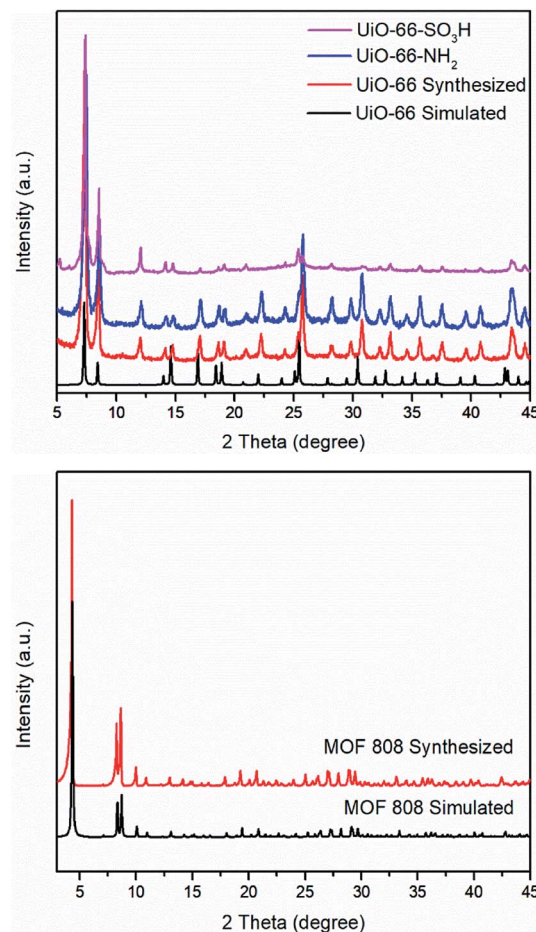 UiO-66-SO₃H
UiO-66-NH₂
UiO-66 Synthesized
UiO-66 Simulated
Intensity (a.u.)
5 10 15 20 25 30 35 40 45
2 Theta (degree)
MOF 808 Synthesized
MOF 808 Simulated
Intensity (a.u.)
5 10 15 20 25 30 35 40 45
2 Theta (degree)